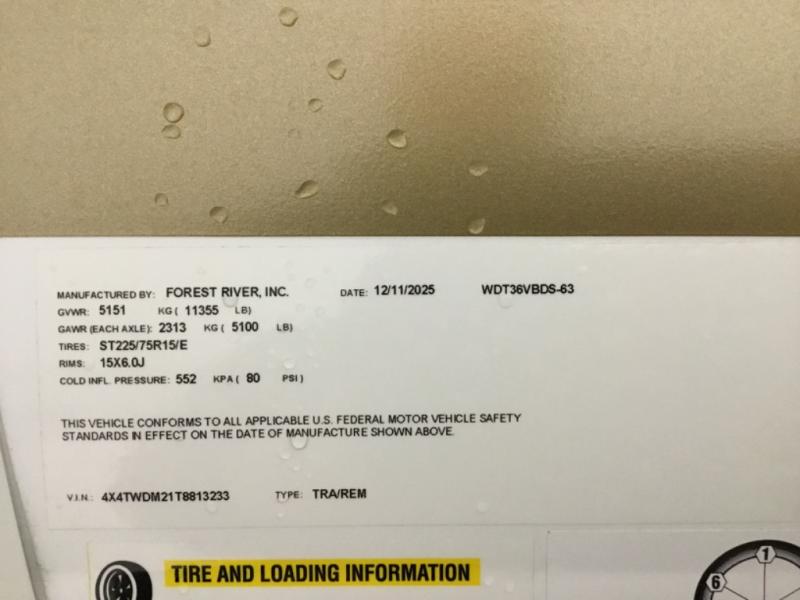 MANUFACTURED BY: FOREST RIVER, INC. DATE: 12/11/2025 WDT36VBDS-63
GVWR: 5151 KG ( 11355 LB)
GAWR (EACH AXLE): 2313 KG ( 5100 LB)
TIRES: ST225/75R15/E
RIMS: 15X6.0J
COLD INFL. PRESSURE: 552 KPA ( 80 PSI )
THIS VEHICLE CONFORMS TO ALL APPLICABLE U.S. FEDERAL MOTOR VEHICLE SAFETY
STANDARDS IN EFFECT ON THE DATE OF MANUFACTURE SHOWN ABOVE.
V.I.N.: 4X4TWDM21T8813233 TYPE: TRA/REM
TIRE AND LOADING INFORMATION
1
6